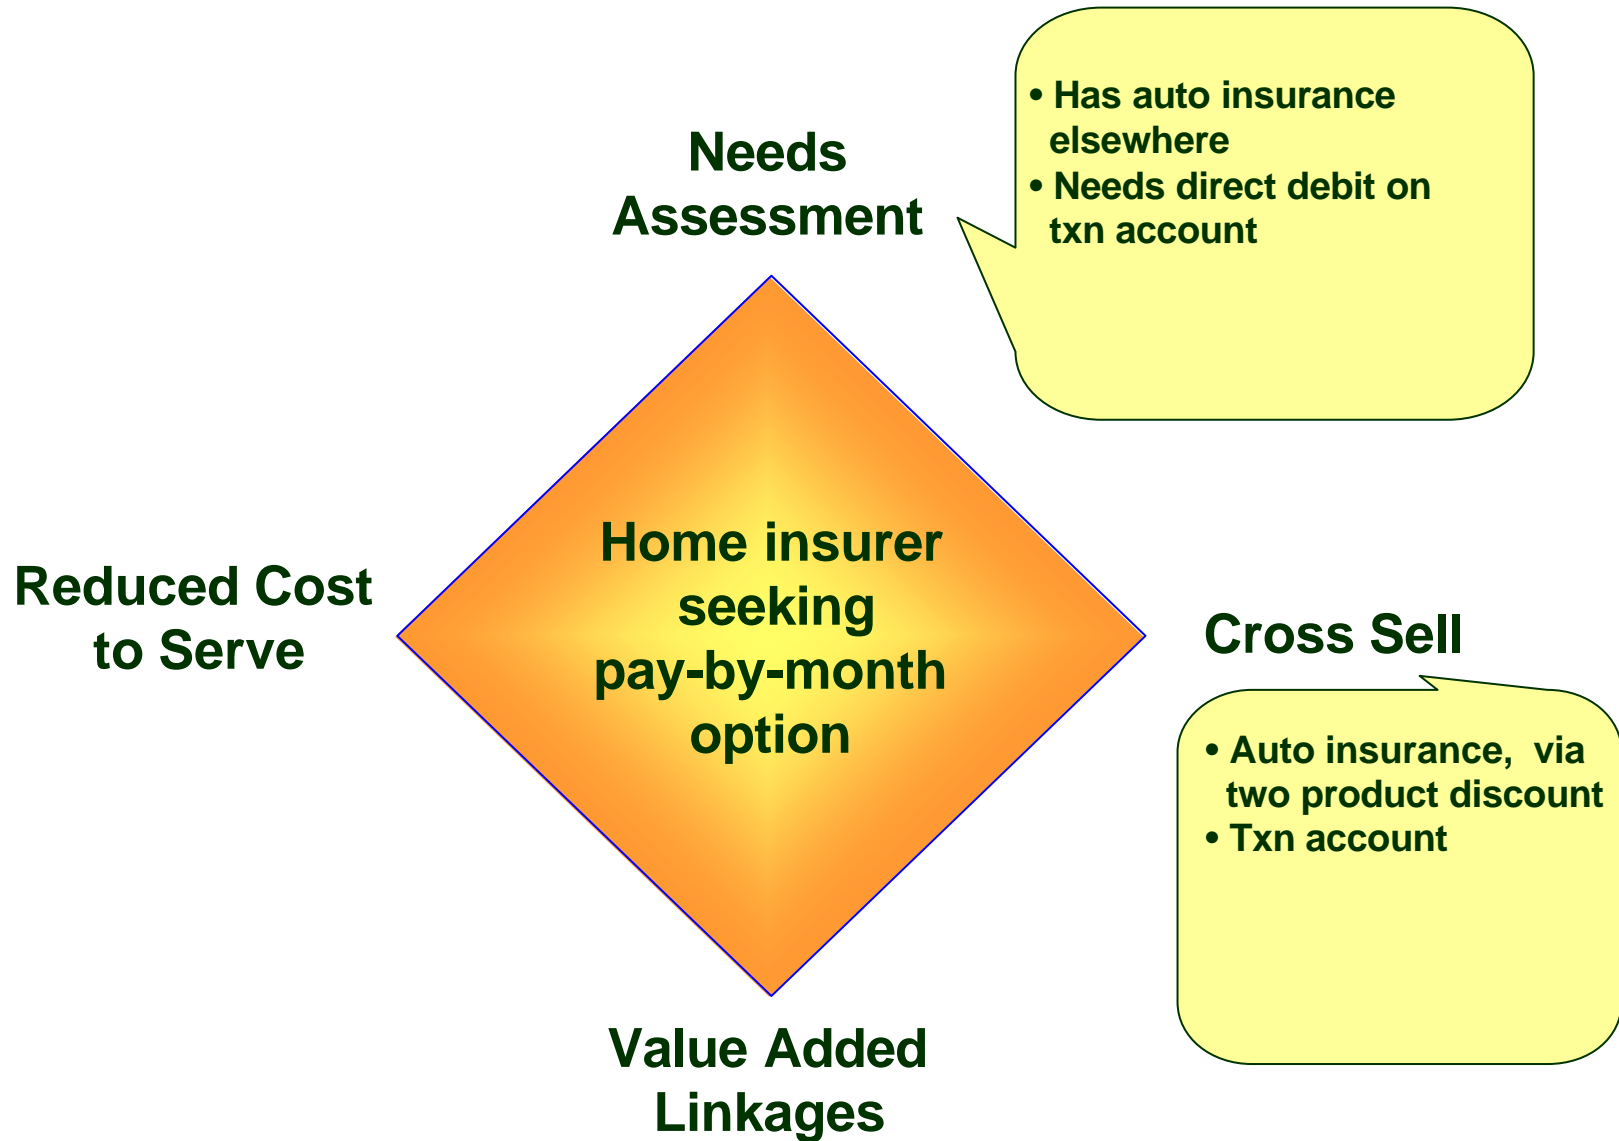 Needs
Assessment
• Has auto insurance
elsewhere
• Needs direct debit on
txn account
Home insurer
seeking
pay-by-month
option
Reduced Cost
to Serve
Cross Sell
• Auto insurance, via
two product discount
• Txn account
Value Added
Linkages